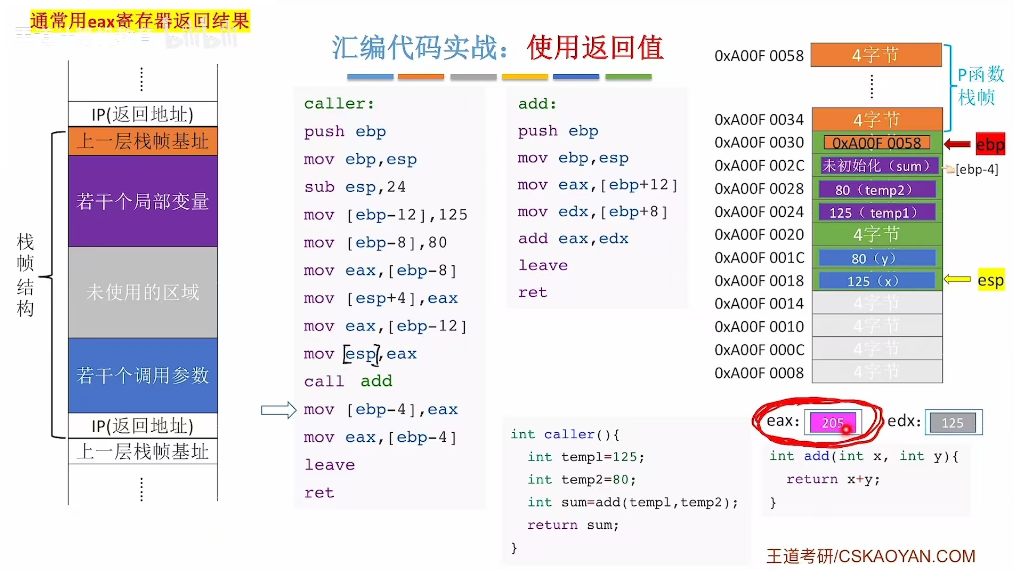 通常用eax寄存器返回结果
汇编代码实战：使用返回值
IP(返回地址)
上一层栈帧基址
若干个局部变量
未使用的区域
若干个调用参数
IP(返回地址)
上一层栈帧基址
栈帧结构
caller:
push ebp
mov ebp,esp
sub esp,24
mov [ebp-12],125
mov [ebp-8],80
mov eax,[ebp-8]
mov [esp+4],eax
mov eax,[ebp-12]
mov [esp],eax
call add
mov [ebp-4],eax
mov eax,[ebp-4]
leave
ret
add:
push ebp
mov ebp,esp
mov eax,[ebp+12]
mov edx,[ebp+8]
add eax,edx
leave
ret
0xA00F 0058 4字节
P函数
栈帧
0xA00F 0034 4字节
0xA00F 0030 0xA00F 0058 ebp
0xA00F 002C 未初始化（sum） [ebp-4]
0xA00F 0028 80（temp2）
0xA00F 0024 125（temp1）
0xA00F 0020 4字节
0xA00F 001C 80（y）
0xA00F 0018 125（x） esp
0xA00F 0014 4字节
0xA00F 0010 4字节
0xA00F 000C 4字节
0xA00F 0008 4字节
eax: 205 edx: 125
int caller(){
int temp1=125;
int temp2=80;
int sum=add(temp1,temp2);
return sum;
}
int add(int x, int y){
return x+y;
}
王道考研/CSKAOYAN.COM